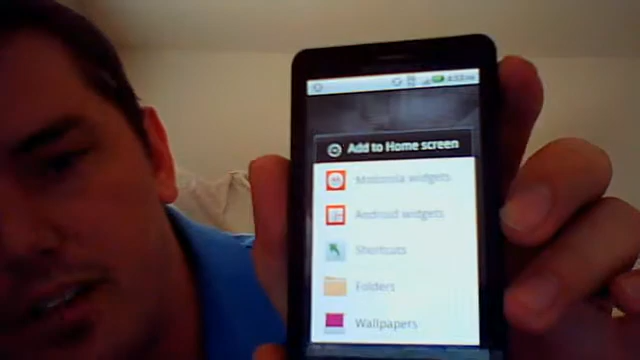 Add to Home screen
Motorola widgets
Android widgets
Shortcuts
Folders
Wallpapers